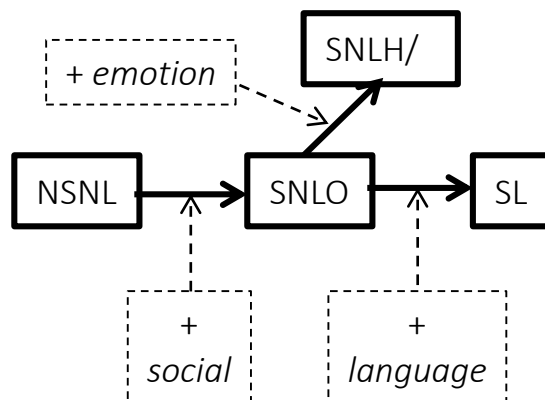 SNLH/
+ emotion
NSNL
SNLO
SL
+
social
+
language